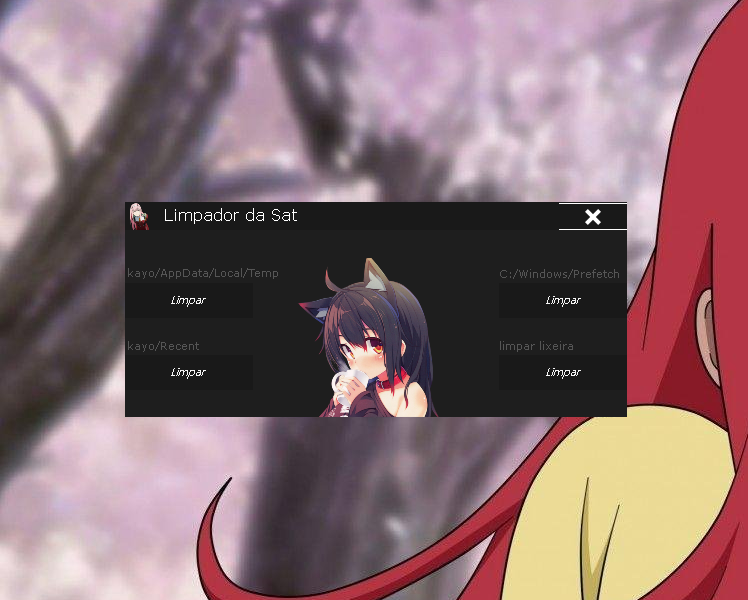 Limpador da Sat
kayo/AppData/Local/Temp
C:/Windows/Prefetch
Limpar
Limpar
kayo/Recent
limpar lixeira
Limpar
Limpar